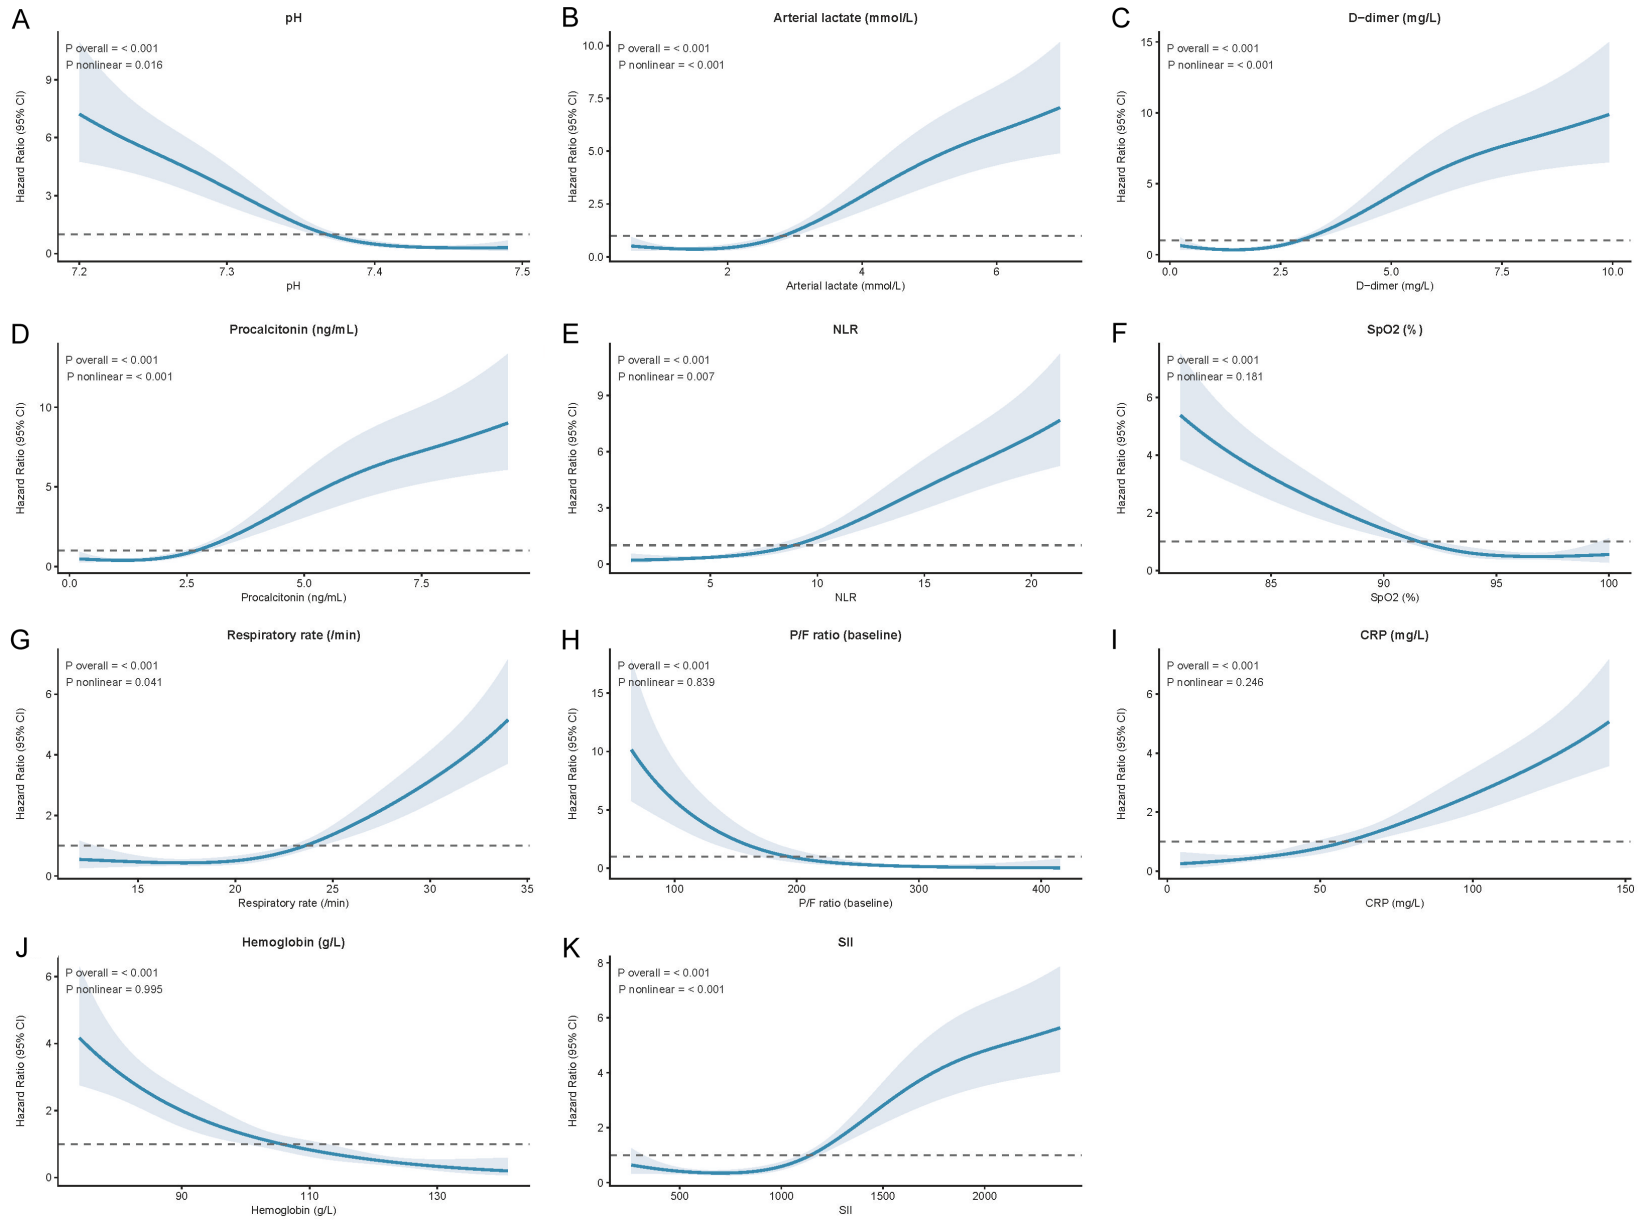 A
pH
P overall = < 0.001
P nonlinear = 0.016
Hazard Ratio (95% CI)
9
6
3
0
7.2 7.3 7.4 7.5
pH
B
Arterial lactate (mmol/L)
P overall = < 0.001
P nonlinear = < 0.001
Hazard Ratio (95% CI)
10.0
7.5
5.0
2.5
0.0
2 4 6
Arterial lactate (mmol/L)
C
D−dimer (mg/L)
P overall = < 0.001
P nonlinear = < 0.001
Hazard Ratio (95% CI)
15
10
5
0
0.0 2.5 5.0 7.5 10.0
D−dimer (mg/L)
D
Procalcitonin (ng/mL)
P overall = < 0.001
P nonlinear = < 0.001
Hazard Ratio (95% CI)
10
5
0
0.0 2.5 5.0 7.5
Procalcitonin (ng/mL)
E
NLR
P overall = < 0.001
P nonlinear = 0.007
Hazard Ratio (95% CI)
9
6
3
0
5 10 15 20
NLR
F
SpO2 (%)
P overall = < 0.001
P nonlinear = 0.181
Hazard Ratio (95% CI)
6
4
2
0
85 90 95 100
SpO2 (%)
G
Respiratory rate (/min)
P overall = < 0.001
P nonlinear = 0.041
Hazard Ratio (95% CI)
6
4
2
0
15 20 25 30 35
Respiratory rate (/min)
H
P/F ratio (baseline)
P overall = < 0.001
P nonlinear = 0.839
Hazard Ratio (95% CI)
15
10
5
0
100 200 300 400
P/F ratio (baseline)
I
CRP (mg/L)
P overall = < 0.001
P nonlinear = 0.246
Hazard Ratio (95% CI)
6
4
2
0
0 50 100 150
CRP (mg/L)
J
Hemoglobin (g/L)
P overall = < 0.001
P nonlinear = 0.995
Hazard Ratio (95% CI)
6
4
2
0
90 110 130
Hemoglobin (g/L)
K
SII
P overall = < 0.001
P nonlinear = < 0.001
Hazard Ratio (95% CI)
8
6
4
2
0
500 1000 1500 2000
SII